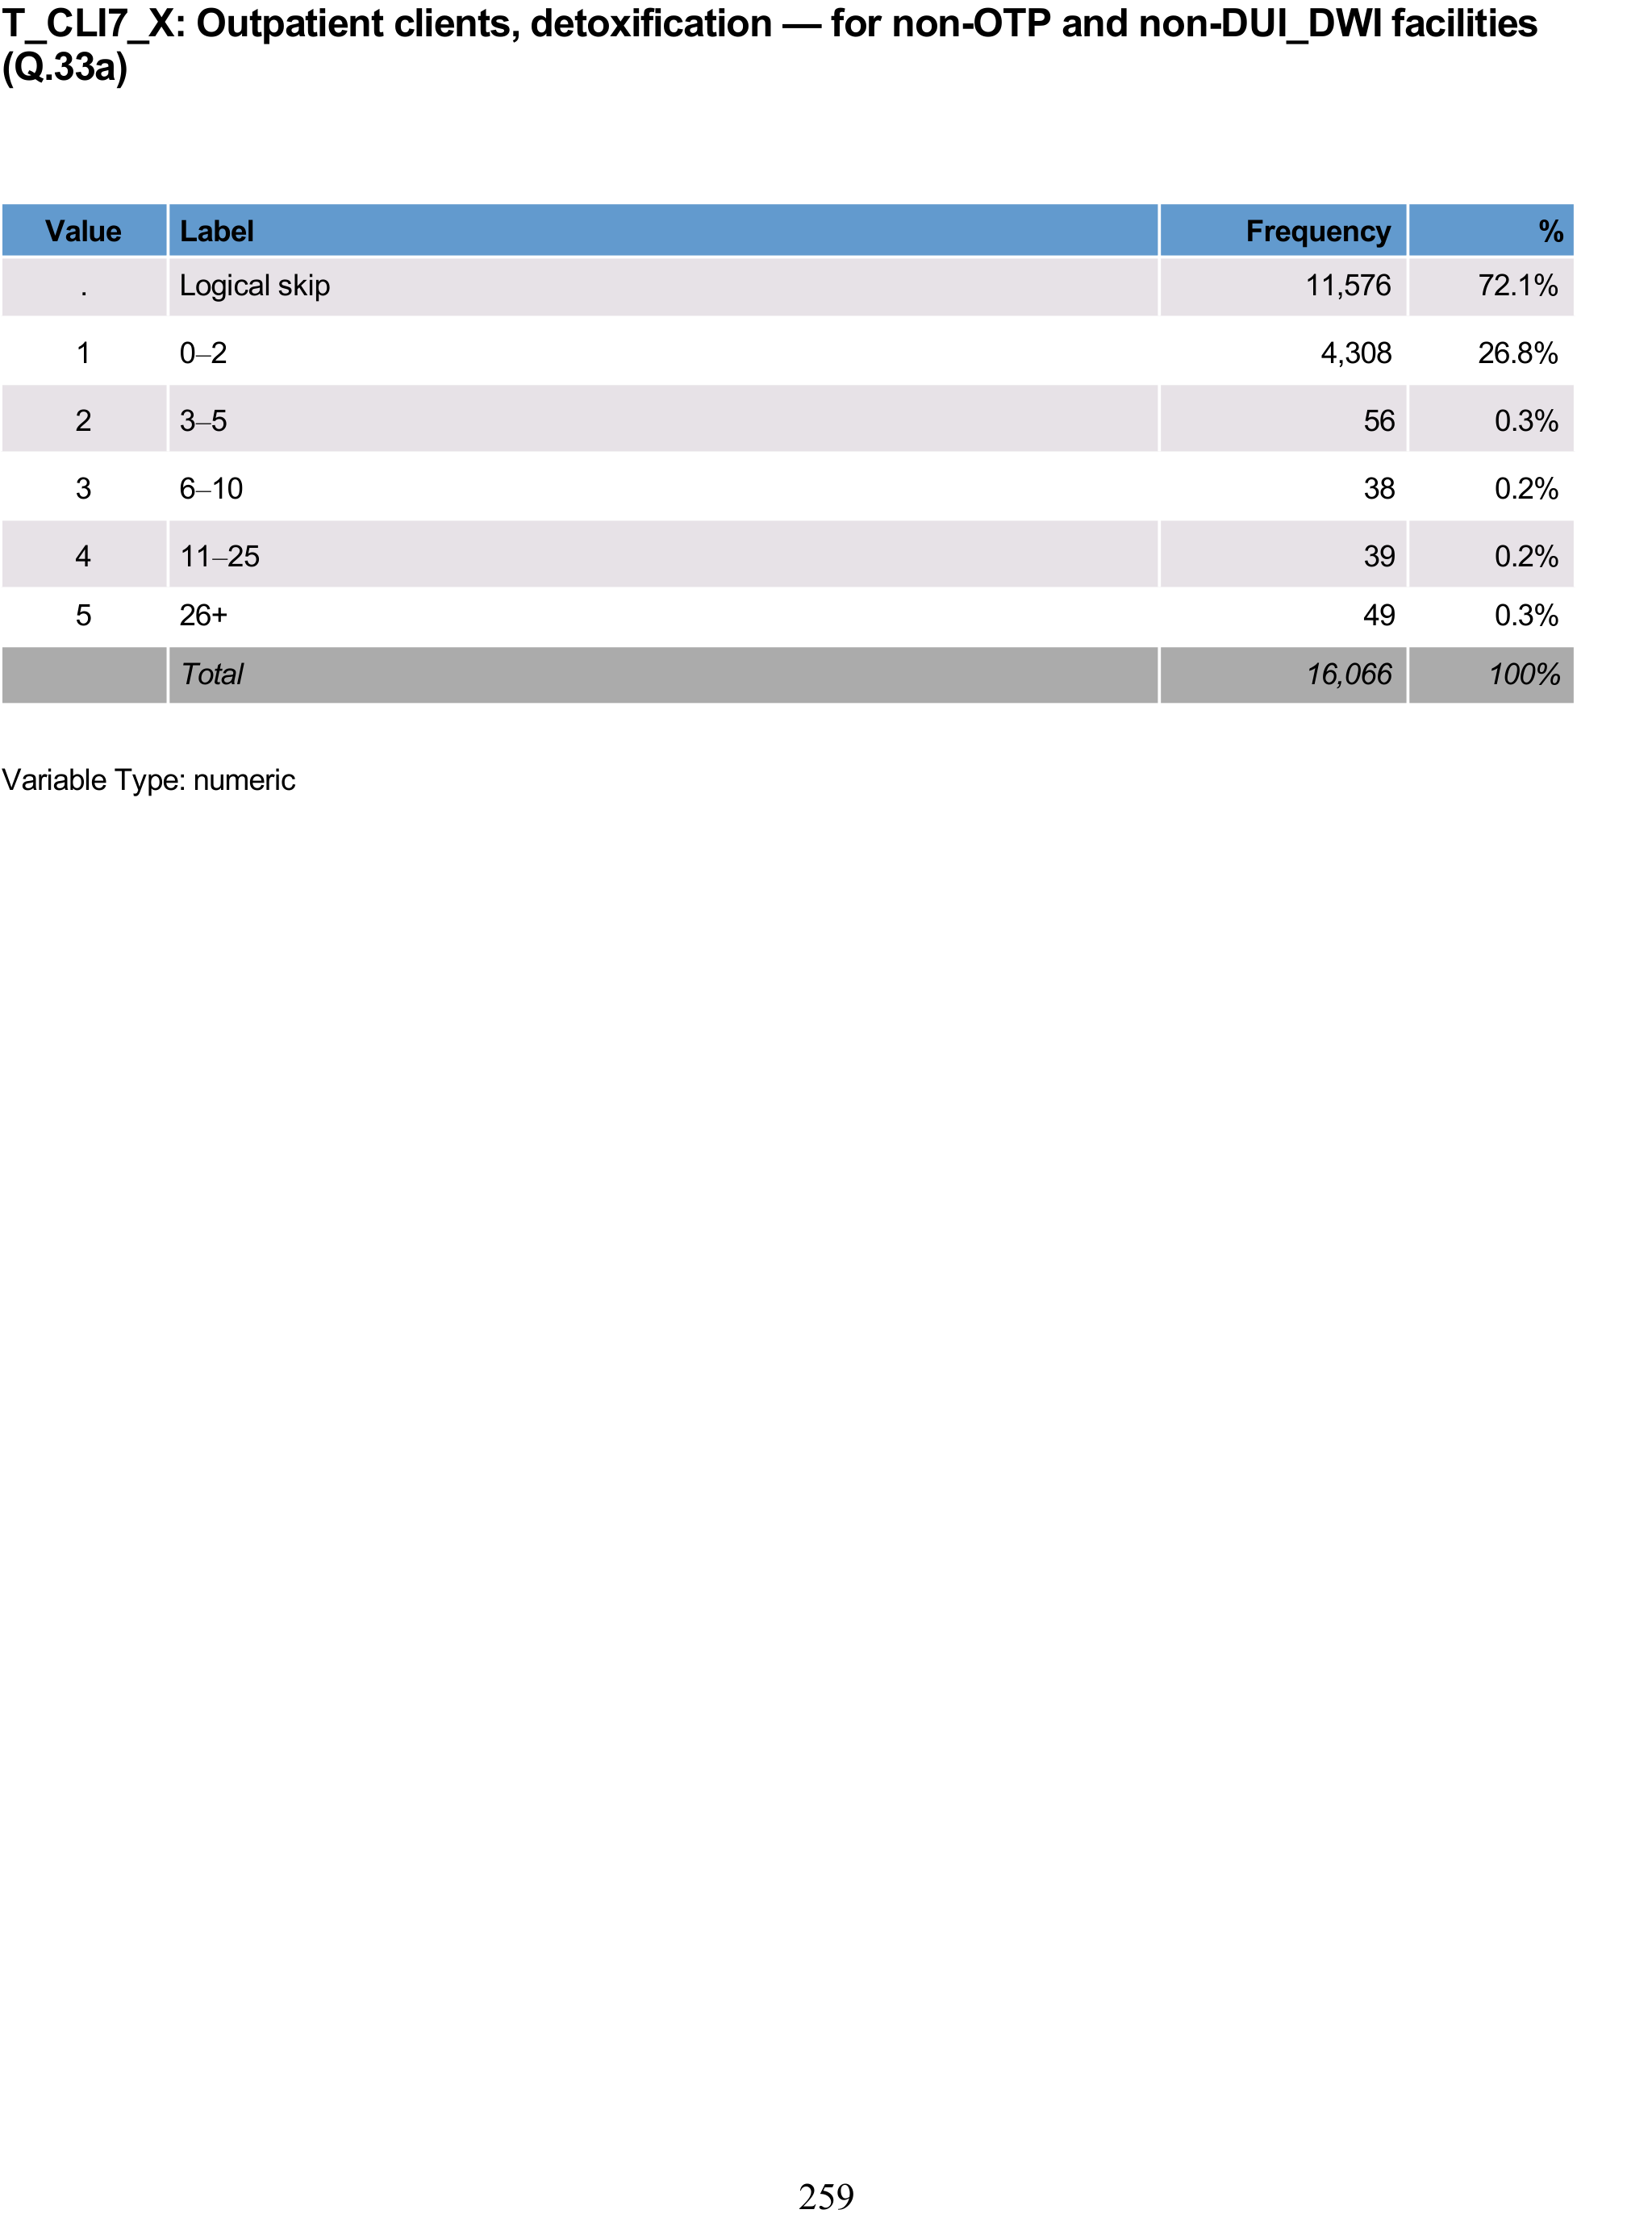 T_CLI7_X: Outpatient clients, detoxification — for non-OTP and non-DUI_DWI facilities
(Q.33a)
Value Label Frequency %
. Logical skip 11,576 72.1%
1 0–2 4,308 26.8%
2 3–5 56 0.3%
3 6–10 38 0.2%
4 11–25 39 0.2%
5 26+ 49 0.3%
Total 16,066 100%
Variable Type: numeric
259